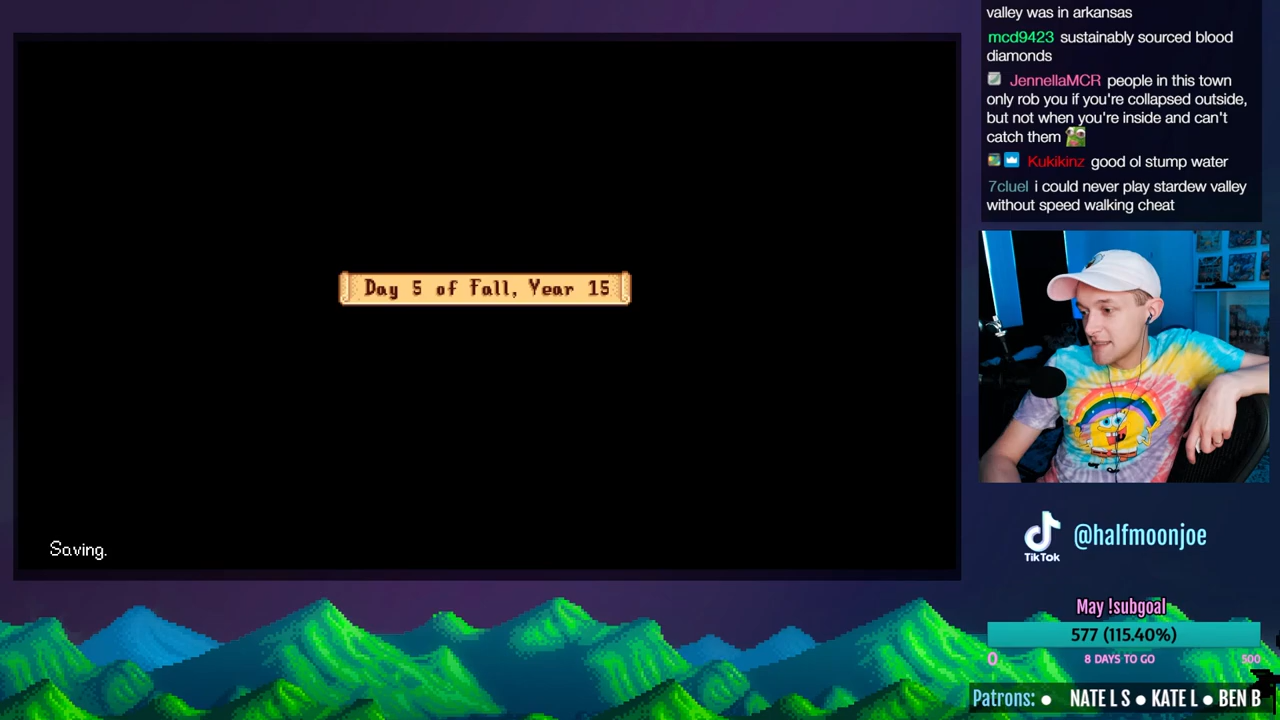 valley was in arkansas
mcd9423 sustainably sourced blood
diamonds
JennellaMCR people in this town
only rob you if you're collapsed outside,
but not when you're inside and can't
catch them
Kukikinz good ol stump water
7cluel i could never play stardew valley
without speed walking cheat
Day 5 of Fall, Year 15
Saving.
TikTok
@halfmoonjoe
May !subgoal
577 (115.40%)
0 8 DAYS TO GO 500
Patrons: ● NATE L S ● KATE L ● BEN B